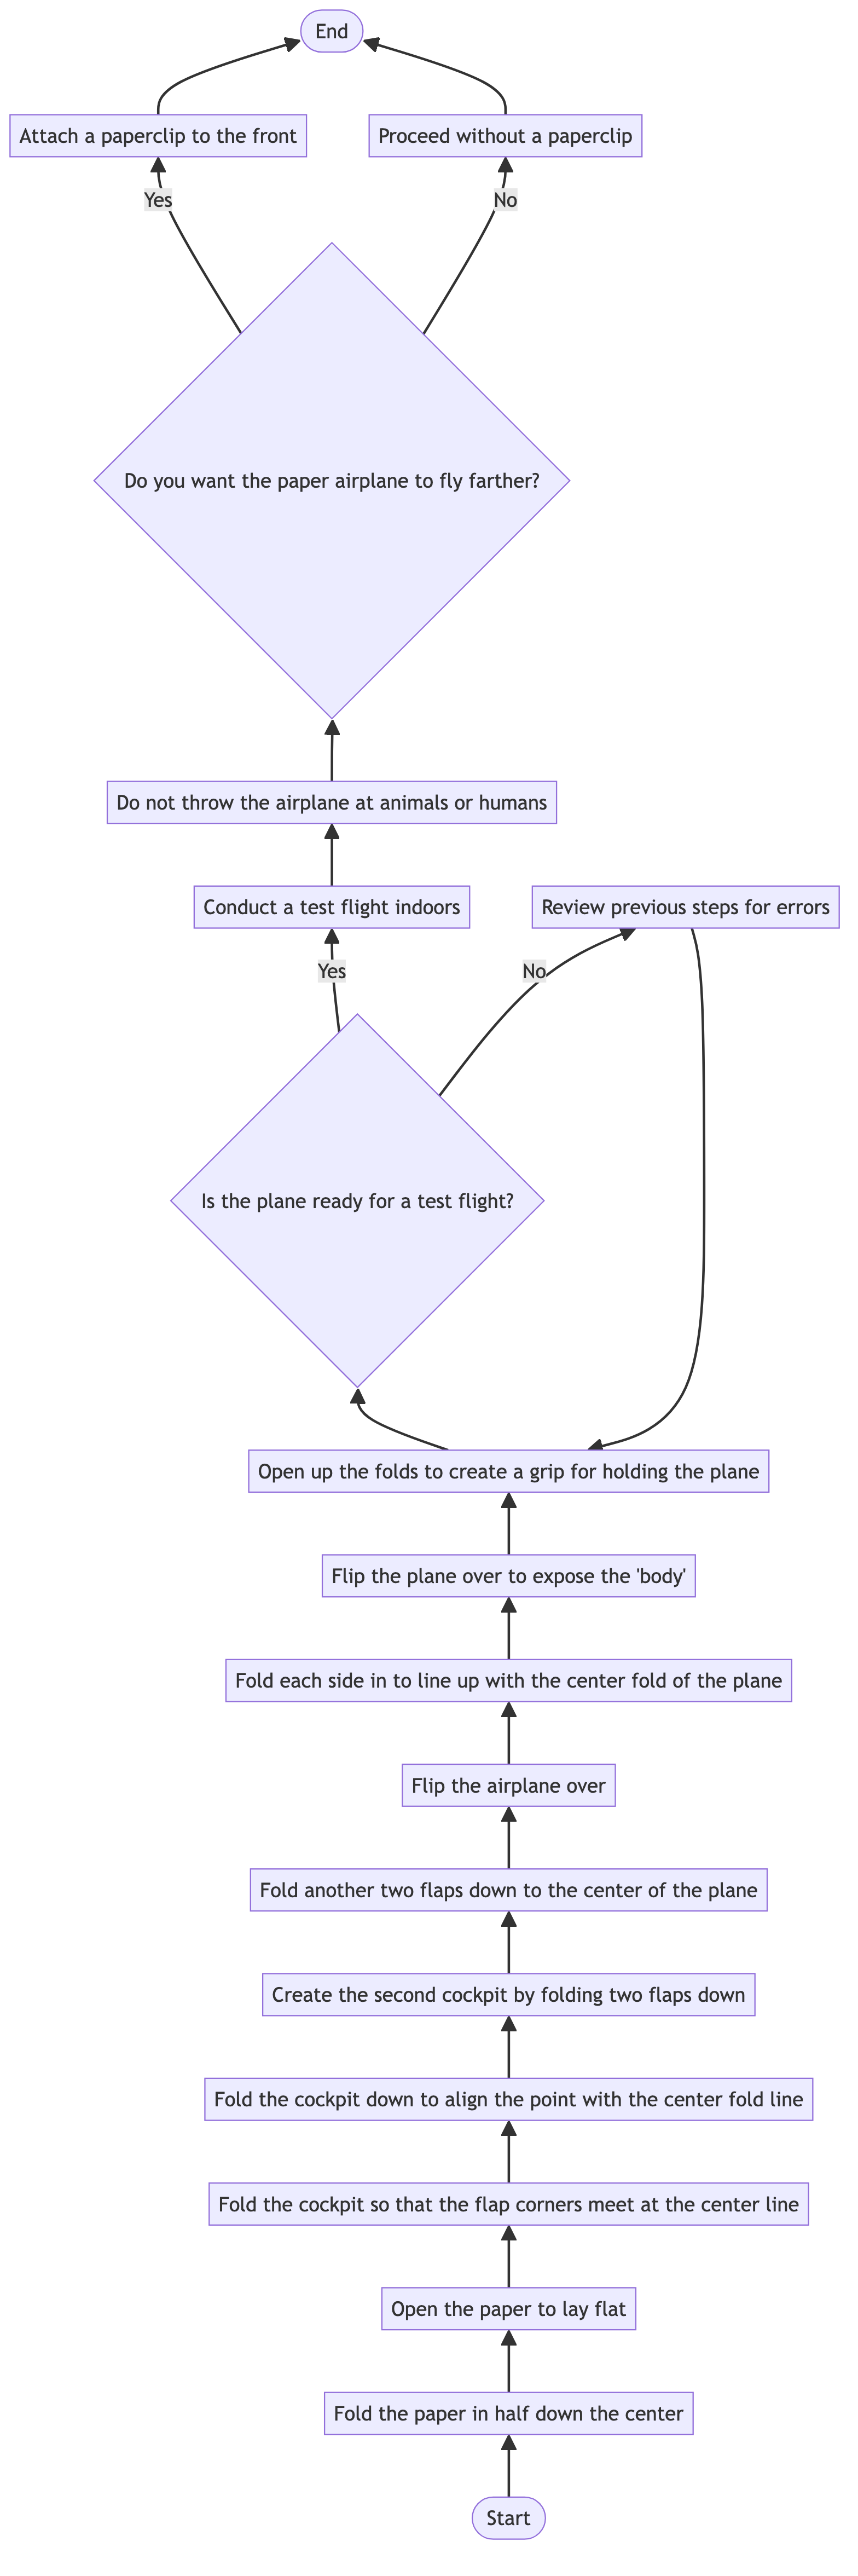 End
Attach a paperclip to the front
Proceed without a paperclip
Yes
No
Do you want the paper airplane to fly farther?
Do not throw the airplane at animals or humans
Conduct a test flight indoors
Review previous steps for errors
Yes
No
Is the plane ready for a test flight?
Open up the folds to create a grip for holding the plane
Flip the plane over to expose the 'body'
Fold each side in to line up with the center fold of the plane
Flip the airplane over
Fold another two flaps down to the center of the plane
Create the second cockpit by folding two flaps down
Fold the cockpit down to align the point with the center fold line
Fold the cockpit so that the flap corners meet at the center line
Open the paper to lay flat
Fold the paper in half down the center
Start